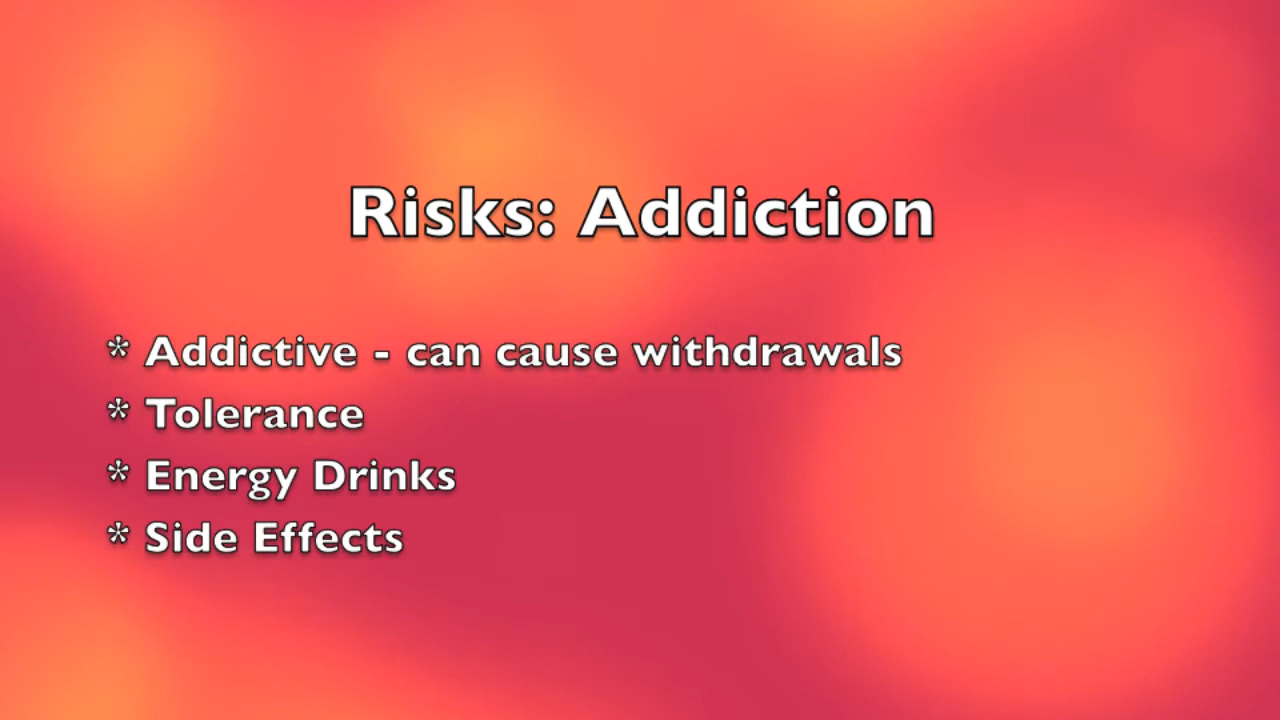 Risks: Addiction
* Addictive - can cause withdrawals
* Tolerance
* Energy Drinks
* Side Effects